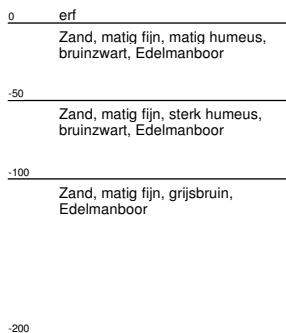 0 erf
Zand, matig fijn, matig humeus,
bruinzwart, Edelmanboor
-50
Zand, matig fijn, sterk humeus,
bruinzwart, Edelmanboor
-100
Zand, matig fijn, grijsbruin,
Edelmanboor
-200